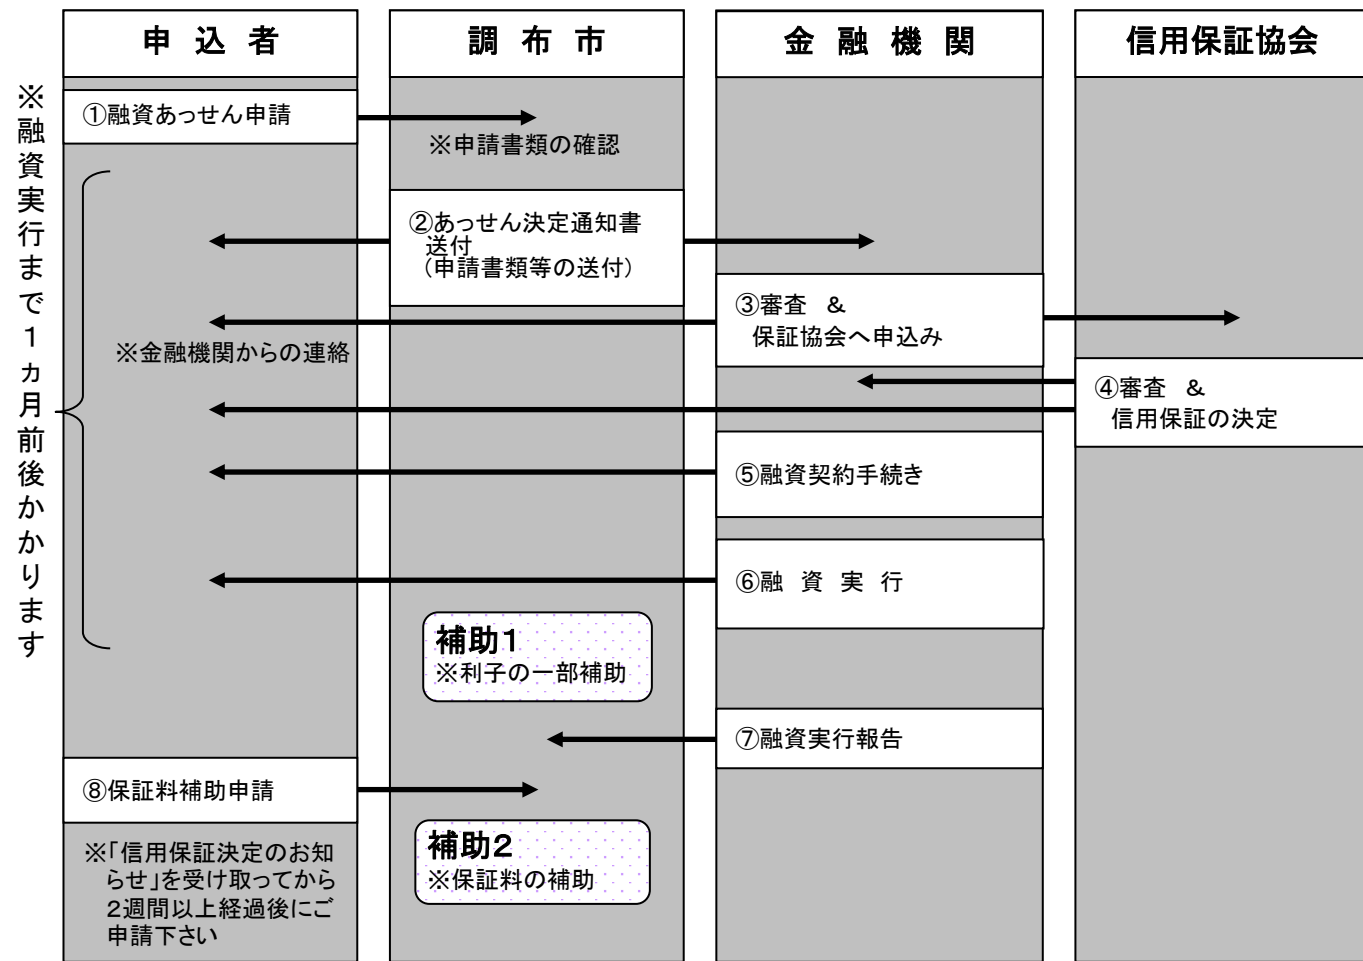 申 込 者
調 布 市
金 融 機 関
信用保証協会
※融資実行まで1ヵ月前後かかります
①融資あっせん申請
※申請書類の確認
②あっせん決定通知書
送付
（申請書類等の送付）
③審査 ＆
保証協会へ申込み
※金融機関からの連絡
④審査 ＆
信用保証の決定
⑤融資契約手続き
⑥融 資 実 行
補助1
※利子の一部補助
⑦融資実行報告
⑧保証料補助申請
補助2
※保証料の補助
※「信用保証決定のお知
らせ」を受け取ってから
2週間以上経過後にご
申請下さい